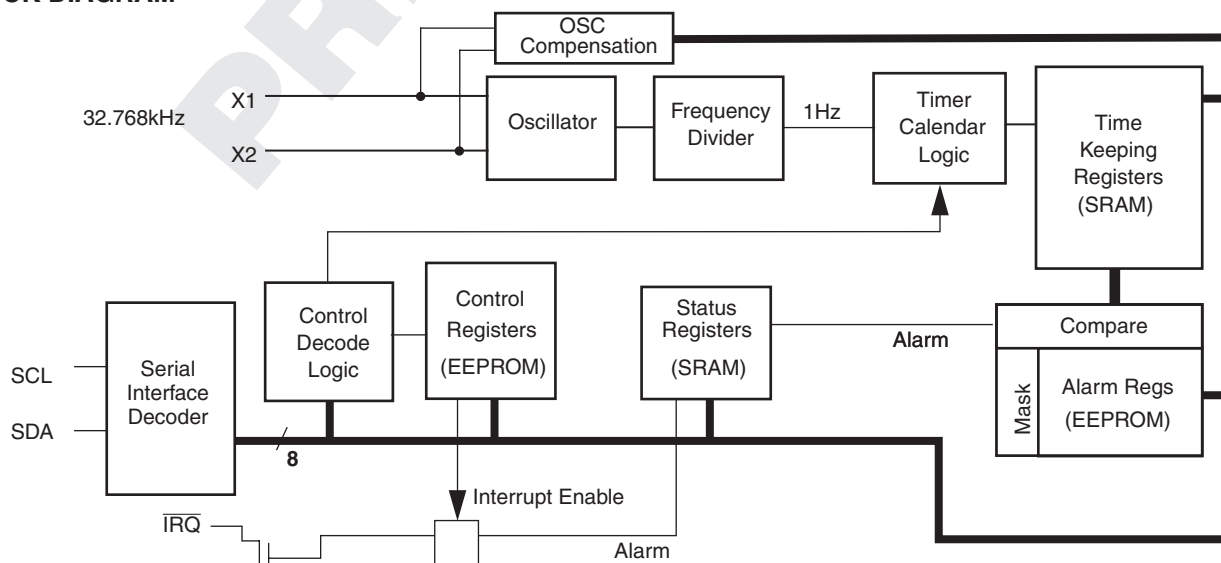 OSC
Compensation
X1
32.768kHz
X2
Oscillator
Frequency
Divider
1Hz
Timer
Calendar
Logic
Time
Keeping
Registers
(SRAM)
Control
Decode
Logic
Control
Registers
(EEPROM)
Status
Registers
(SRAM)
Alarm
Compare
Mask
Alarm Regs
(EEPROM)
SCL
SDA
Serial
Interface
Decoder
8
Interrupt Enable
IRQ
Alarm